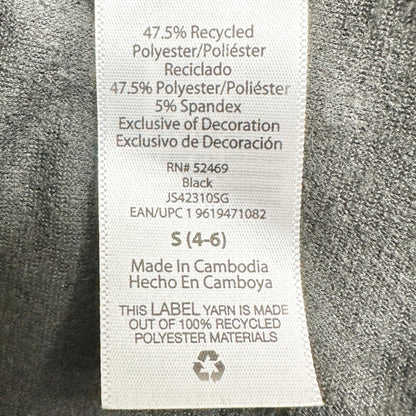 47.5% Recycled
Polyester/Poliéster
Reciclado
47.5% Polyester/Poliéster
5% Spandex
Exclusive of Decoration
Exclusivo de Decoración
RN# 52469
Black
JS42310SG
EAN/UPC 1 9619471082
S (4-6)
Made In Cambodia
Hecho En Camboya
THIS LABEL YARN IS MADE
OUT OF 100% RECYCLED
POLYESTER MATERIALS